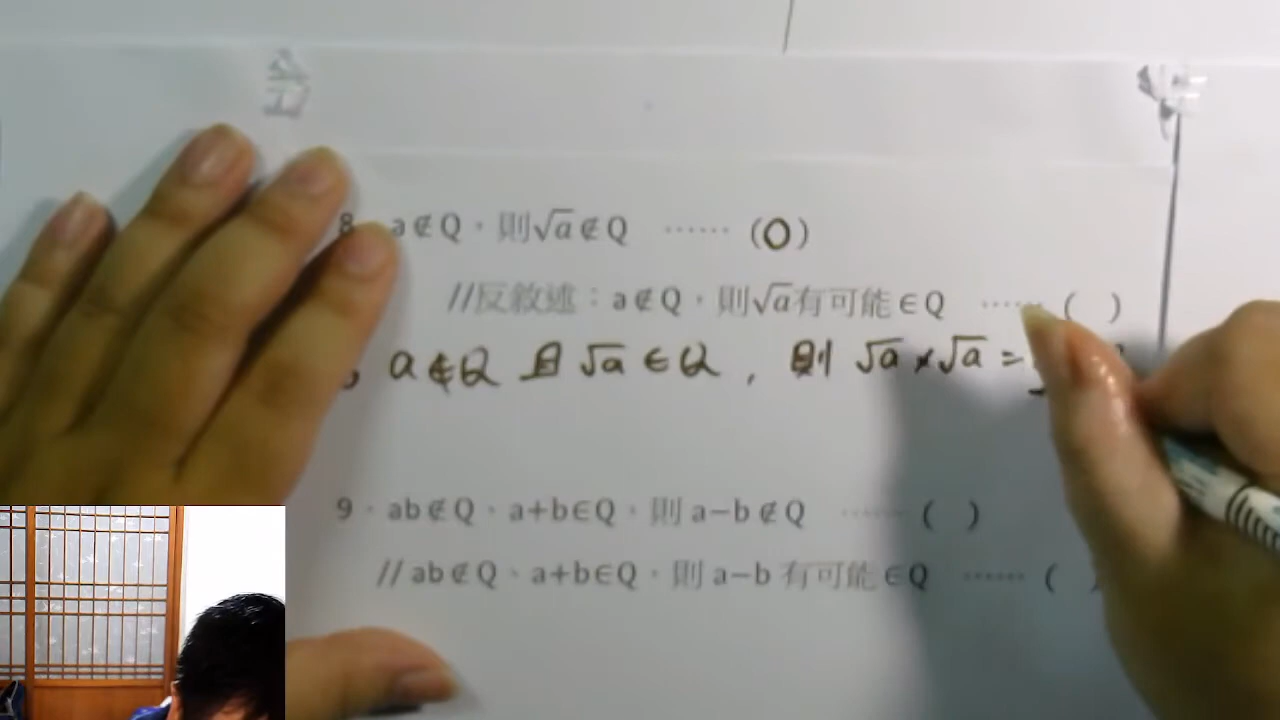 8. a∉Q，則√a∉Q ……（O）
//反敘述：a∉Q，則√a有可能∈Q ……（ ）
a∉Q 且 √a∈Q，則 √a×√a=
9. ab∉Q、a+b∈Q，則 a−b∉Q ……（ ）
// ab∉Q、a+b∈Q，則 a−b 有可能∈Q ……（